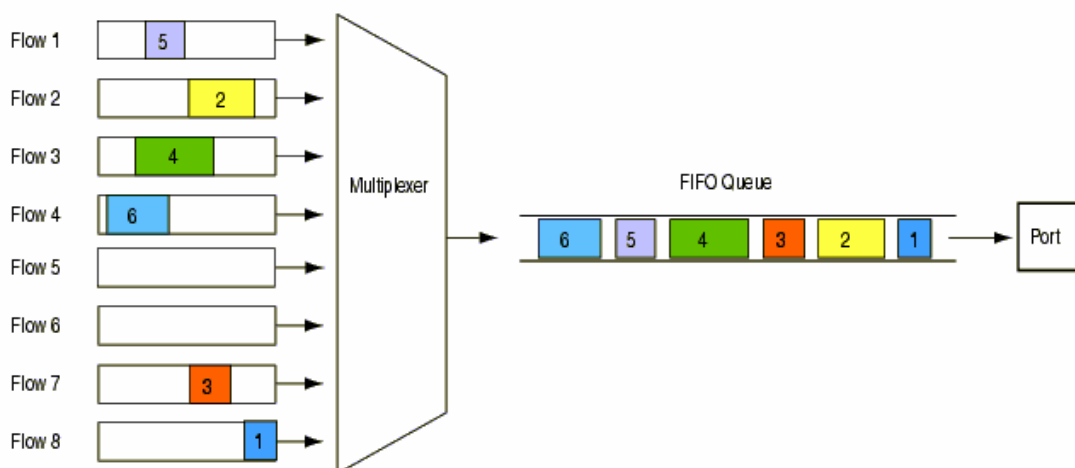 Flow 1
5
Flow 2
2
Flow 3
4
Flow 4
6
Flow 5
Flow 6
Flow 7
3
Flow 8
1
Multiplexer
FIFO Queue
6 5 4 3 2 1
Port